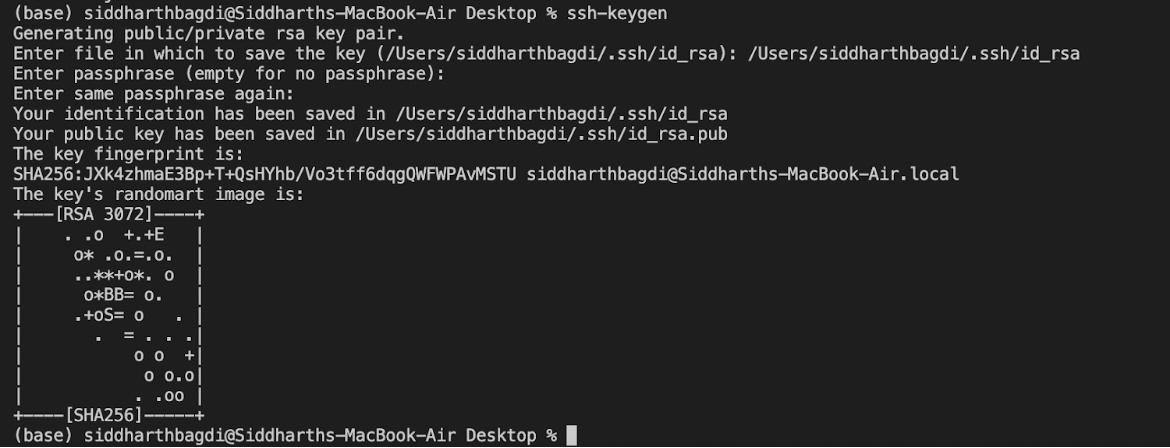 (base) siddharthbagdi@Siddharths-MacBook-Air Desktop % ssh-keygen
Generating public/private rsa key pair.
Enter file in which to save the key (/Users/siddharthbagdi/.ssh/id_rsa): /Users/siddharthbagdi/.ssh/id_rsa
Enter passphrase (empty for no passphrase):
Enter same passphrase again:
Your identification has been saved in /Users/siddharthbagdi/.ssh/id_rsa
Your public key has been saved in /Users/siddharthbagdi/.ssh/id_rsa.pub
The key fingerprint is:
SHA256:JXk4zhmaE3Bp+T+QsHYhb/Vo3tff6dqgQWFWPAvMSTU siddharthbagdi@Siddharths-MacBook-Air.local
The key's randomart image is:
+---[RSA 3072]----+
|    . .o  +.+E   |
|     o* .o.=.o.  |
|     ..**+o*. o  |
|      o*BB= o.   |
|     .+oS= o   . |
|       .  = . . .|
|           o o  +|
|            o o.o|
|           . .oo |
+----[SHA256]-----+
(base) siddharthbagdi@Siddharths-MacBook-Air Desktop %